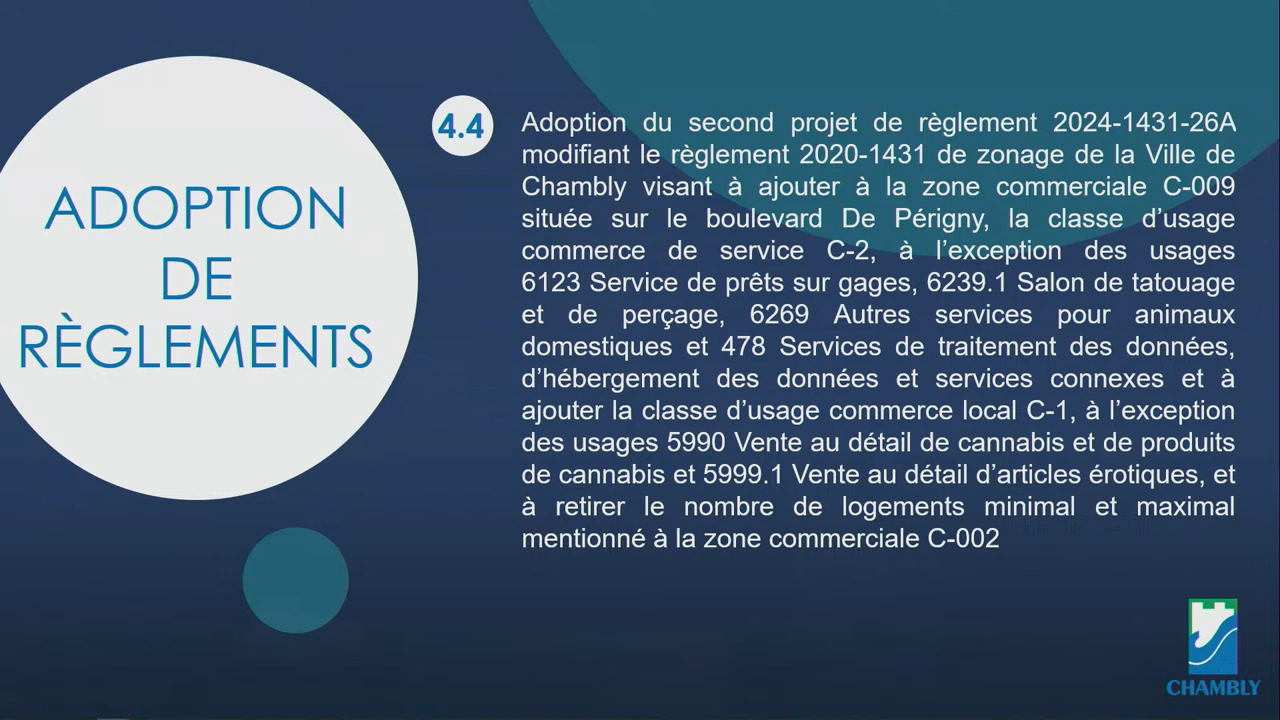 ADOPTION
DE
RÈGLEMENTS
4.4
Adoption du second projet de règlement 2024-1431-26A
modifiant le règlement 2020-1431 de zonage de la Ville de
Chambly visant à ajouter à la zone commerciale C-009
située sur le boulevard De Périgny, la classe d’usage
commerce de service C-2, à l’exception des usages
6123 Service de prêts sur gages, 6239.1 Salon de tatouage
et de perçage, 6269 Autres services pour animaux
domestiques et 478 Services de traitement des données,
d’hébergement des données et services connexes et à
ajouter la classe d’usage commerce local C-1, à l’exception
des usages 5990 Vente au détail de cannabis et de produits
de cannabis et 5999.1 Vente au détail d’articles érotiques, et
à retirer le nombre de logements minimal et maximal
mentionné à la zone commerciale C-002
CHAMBLY